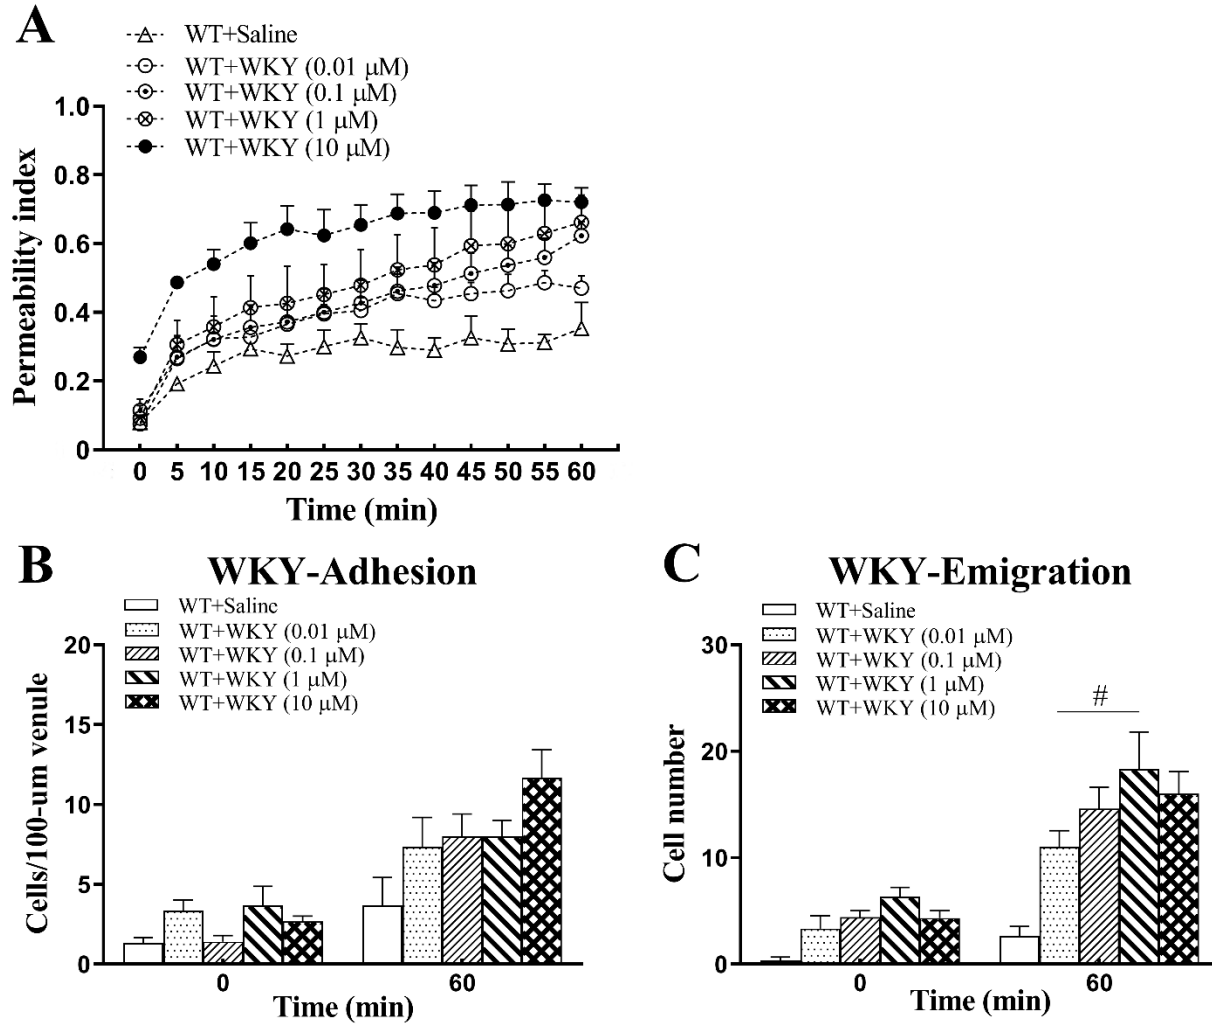 A
WT+Saline
WT+WKY (0.01 μM)
WT+WKY (0.1 μM)
WT+WKY (1 μM)
WT+WKY (10 μM)
1.0
0.8
0.6
0.4
0.2
0
Permeability index
0 5 10 15 20 25 30 35 40 45 50 55 60
Time (min)
B
WKY-Adhesion
WT+Saline
WT+WKY (0.01 μM)
WT+WKY (0.1 μM)
WT+WKY (1 μM)
WT+WKY (10 μM)
20
15
10
5
0
Cells/100-um venule
0 60
Time (min)
C
WKY-Emigration
WT+Saline
WT+WKY (0.01 μM)
WT+WKY (0.1 μM)
WT+WKY (1 μM)
WT+WKY (10 μM)
#
30
20
10
0
Cell number
0 60
Time (min)